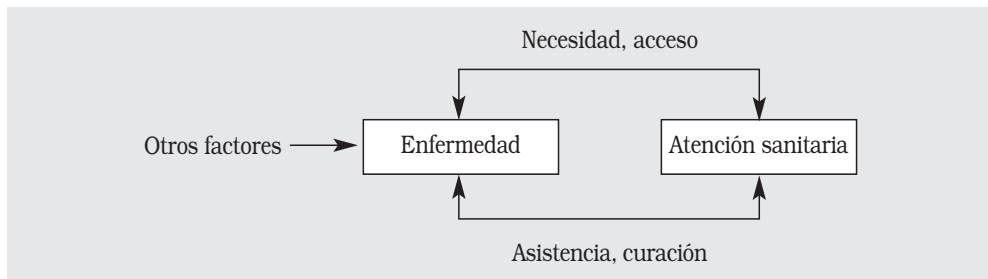 Necesidad, acceso
Otros factores
Enfermedad
Atención sanitaria
Asistencia, curación